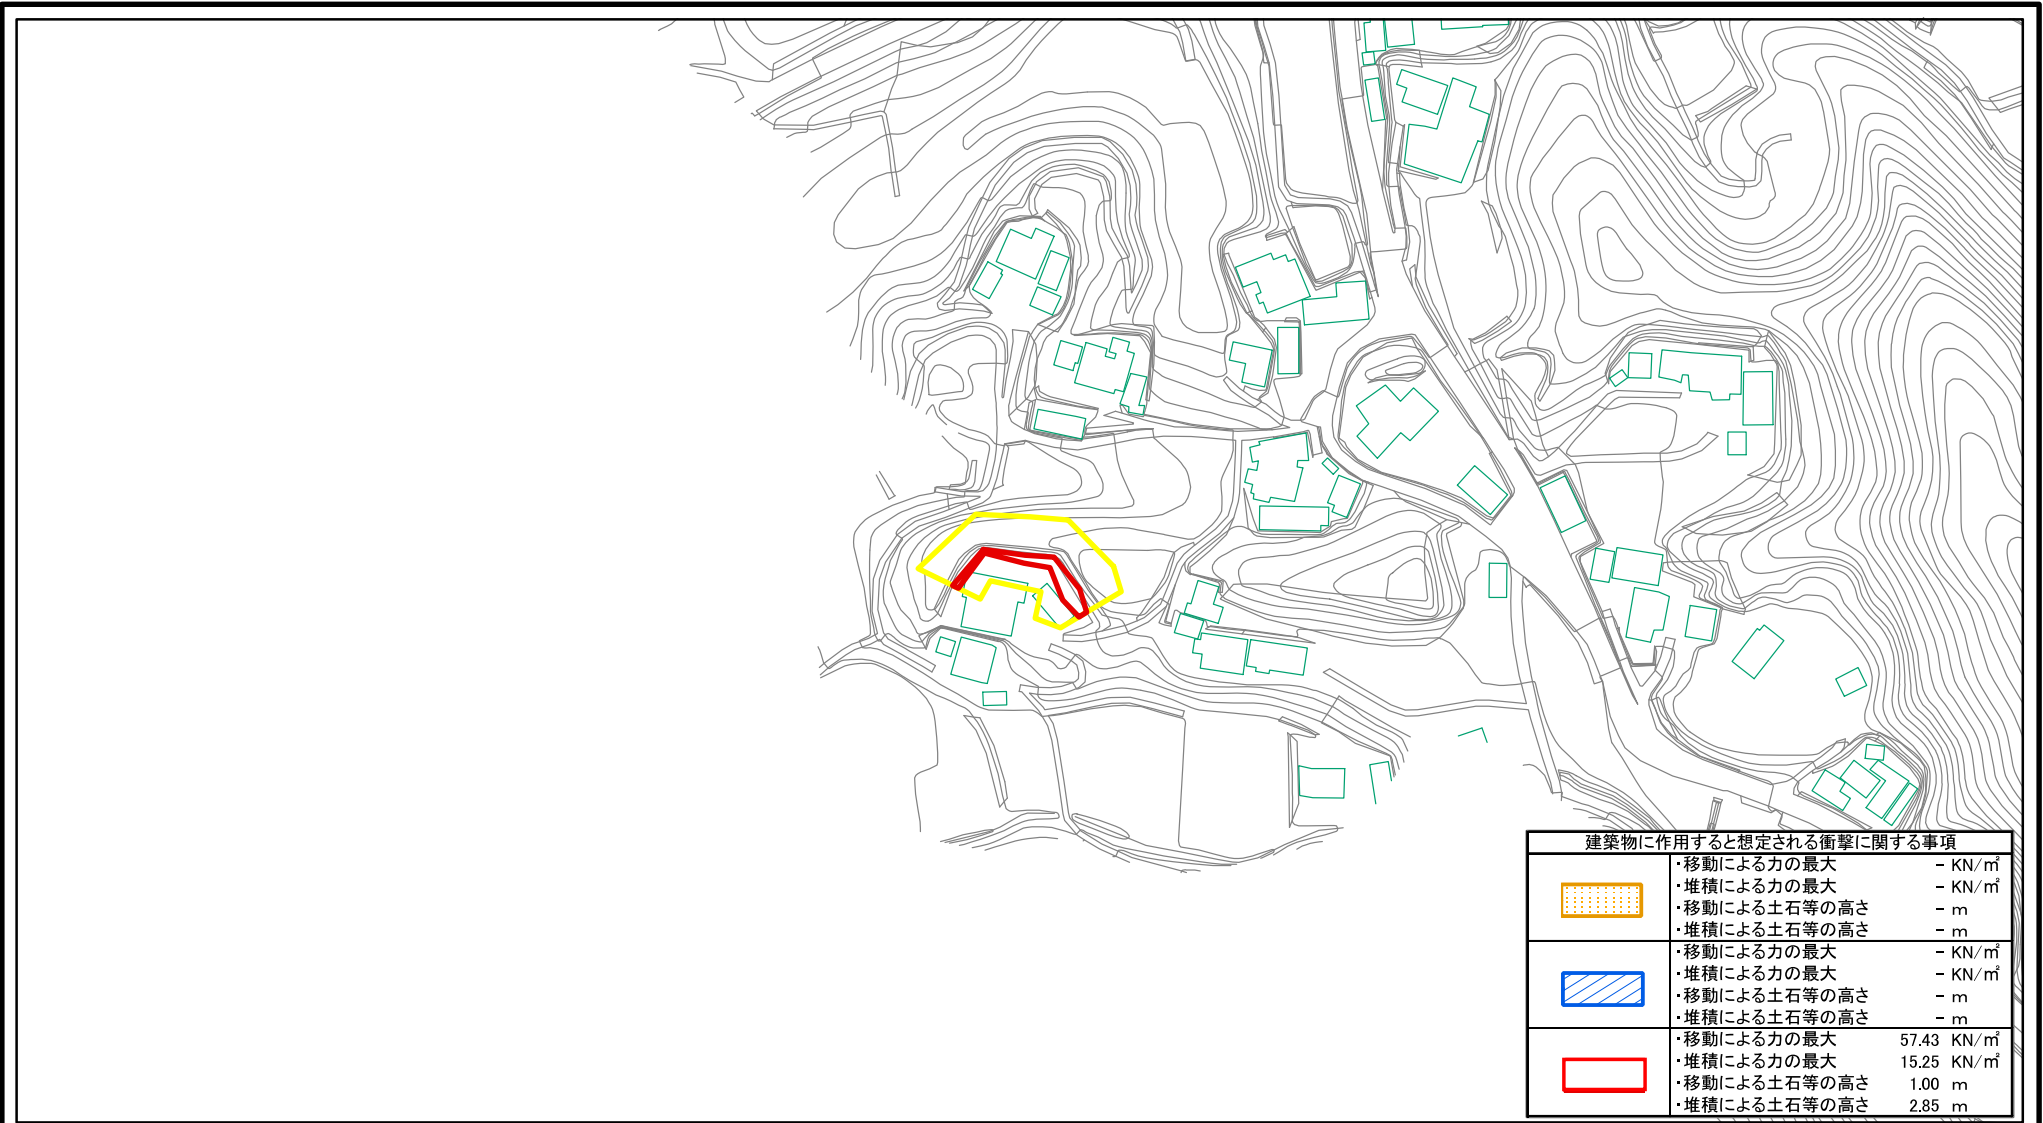 建築物に作用すると想定される衝撃に関する事項
・移動による力の最大 - KN/㎡
・堆積による力の最大 - KN/㎡
・移動による土石等の高さ - m
・堆積による土石等の高さ - m
・移動による力の最大 - KN/㎡
・堆積による力の最大 - KN/㎡
・移動による土石等の高さ - m
・堆積による土石等の高さ - m
・移動による力の最大 57.43 KN/㎡
・堆積による力の最大 15.25 KN/㎡
・移動による土石等の高さ 1.00 m
・堆積による土石等の高さ 2.85 m